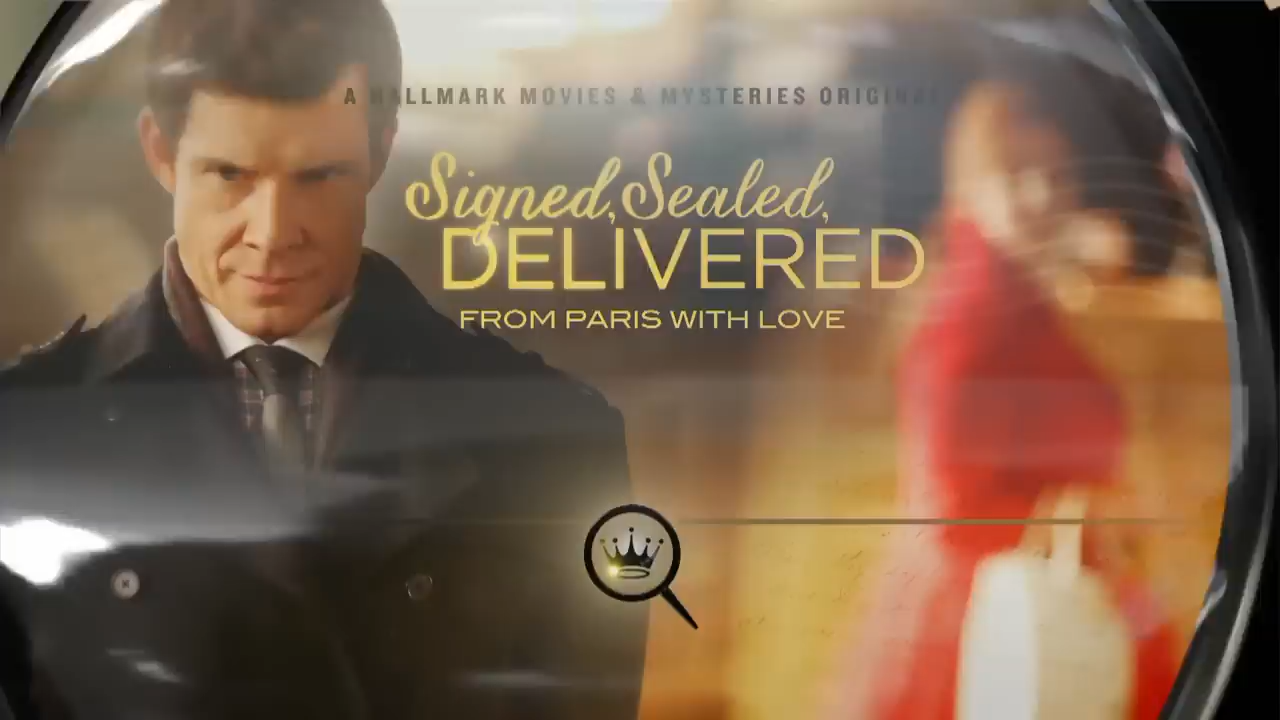 A HALLMARK MOVIES & MYSTERIES ORIGINAL
Signed, Sealed,
DELIVERED
FROM PARIS WITH LOVE